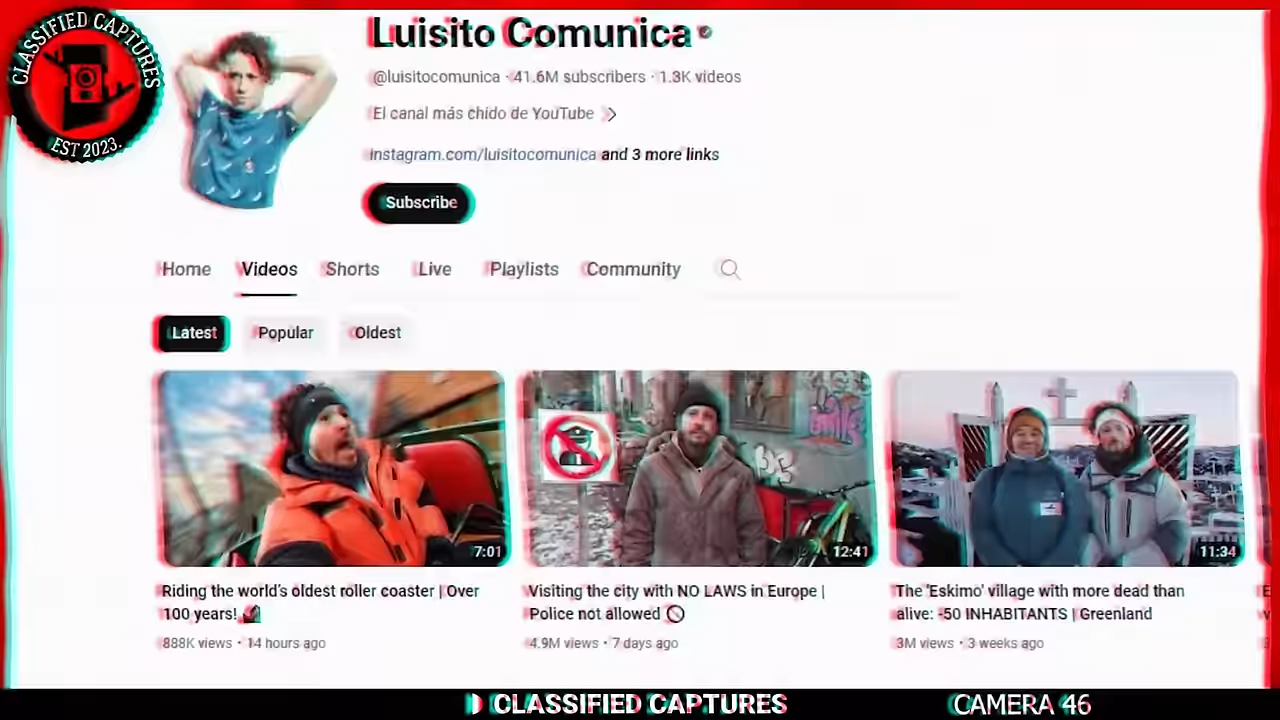 CLASSIFIED CAPTURES
EST 2023.
Luisito Comunica
@luisitocomunica · 41.6M subscribers · 1.3K videos
El canal más chido de YouTube
instagram.com/luisitocomunica and 3 more links
Subscribe
Home Videos Shorts Live Playlists Community
Latest Popular Oldest
7:01
12:41
11:34
Riding the world's oldest roller coaster | Over
100 years!
888K views · 14 hours ago
Visiting the city with NO LAWS in Europe |
Police not allowed
4.9M views · 7 days ago
The 'Eskimo' village with more dead than
alive: -50 INHABITANTS | Greenland
3M views · 3 weeks ago
CLASSIFIED CAPTURES
CAMERA 46